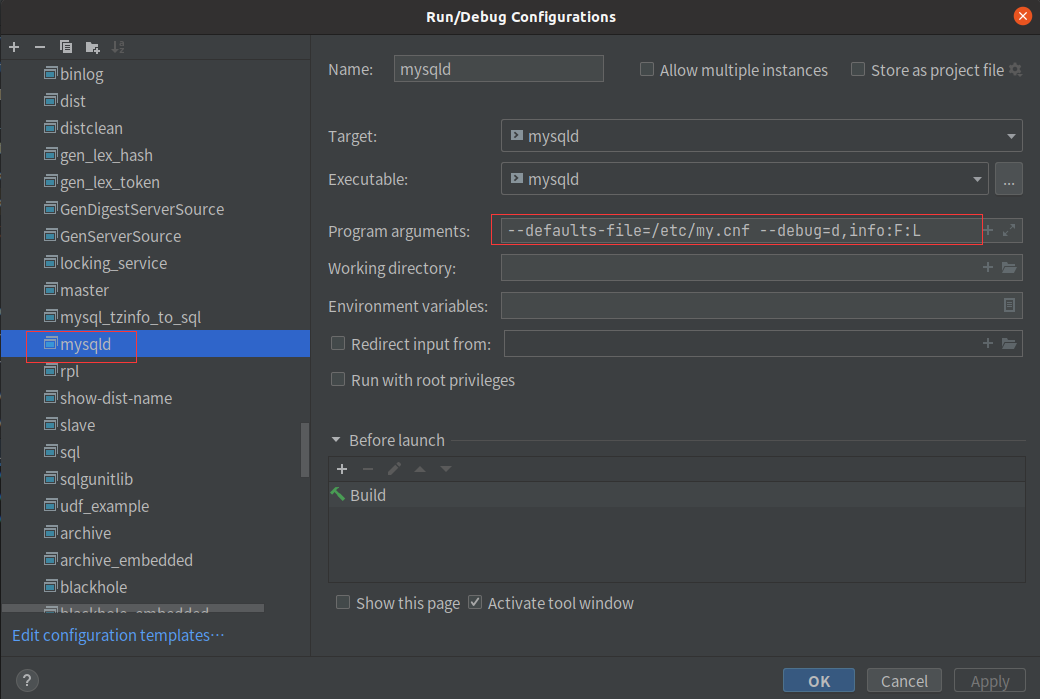 Run/Debug Configurations
binlog
dist
distclean
gen_lex_hash
gen_lex_token
GenDigestServerSource
GenServerSource
locking_service
master
mysql_tzinfo_to_sql
mysqld
rpl
show-dist-name
slave
sql
sqlgunitlib
udf_example
archive
archive_embedded
blackhole
blackhole_embedded
Edit configuration templates...
Name: mysqld Allow multiple instances Store as project file
Target: mysqld
Executable: mysqld ...
Program arguments: --defaults-file=/etc/my.cnf --debug=d,info:F:L
Working directory:
Environment variables:
Redirect input from:
Run with root privileges
Before launch
Build
Show this page Activate tool window
? OK Cancel Apply